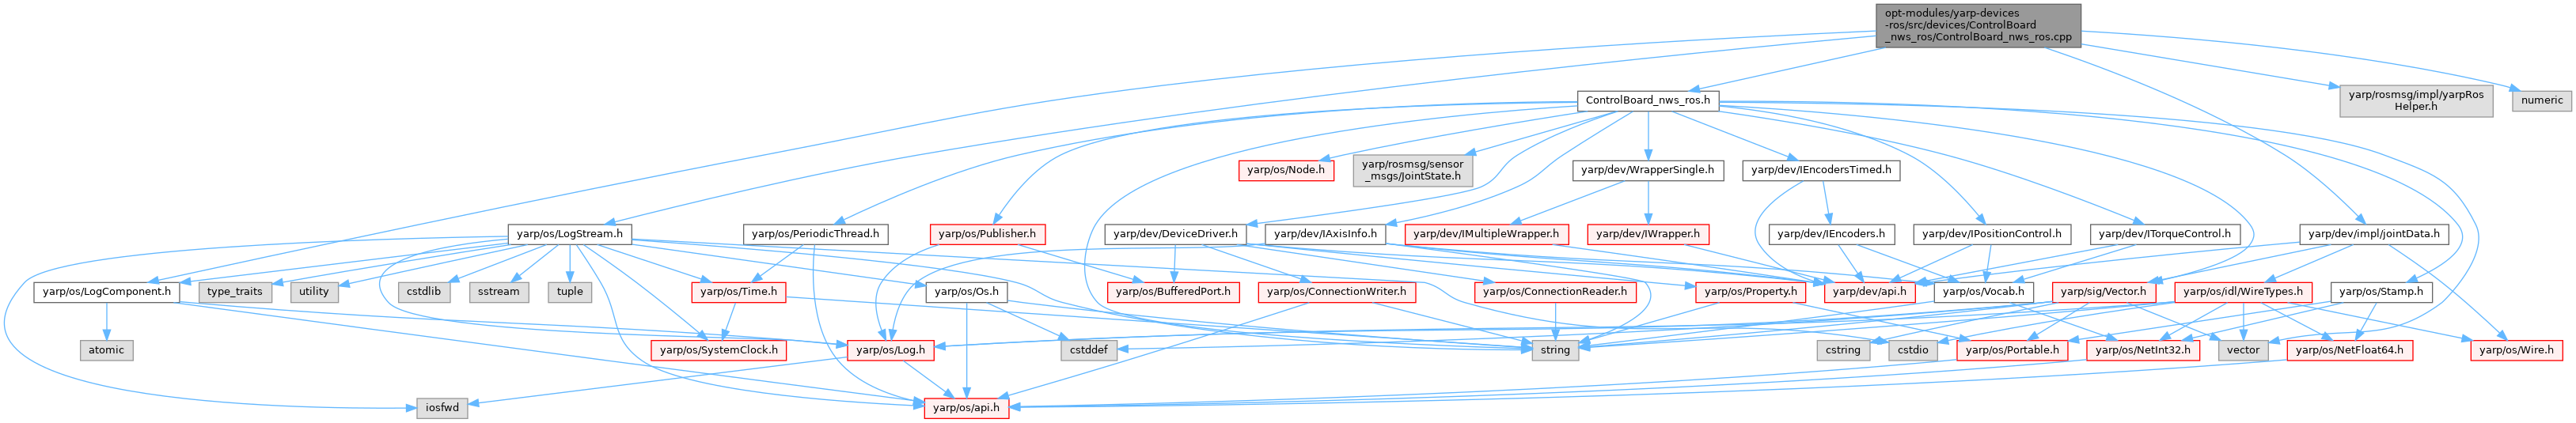 opt-modules/yarp-devices
-ros/src/devices/ControlBoard
_nws_ros/ControlBoard_nws_ros.cpp
ControlBoard_nws_ros.h
yarp/rosmsg/impl/yarpRos
Helper.h
numeric
yarp/os/Node.h
yarp/rosmsg/sensor
_msgs/JointState.h
yarp/dev/WrapperSingle.h
yarp/dev/IEncodersTimed.h
yarp/os/LogStream.h
yarp/os/PeriodicThread.h
yarp/os/Publisher.h
yarp/dev/DeviceDriver.h
yarp/dev/IAxisInfo.h
yarp/dev/IMultipleWrapper.h
yarp/dev/IWrapper.h
yarp/dev/IEncoders.h
yarp/dev/IPositionControl.h
yarp/dev/ITorqueControl.h
yarp/dev/impl/jointData.h
yarp/os/LogComponent.h
type_traits
utility
cstdlib
sstream
tuple
yarp/os/Time.h
yarp/os/Os.h
yarp/os/BufferedPort.h
yarp/os/ConnectionWriter.h
yarp/os/ConnectionReader.h
yarp/os/Property.h
yarp/dev/api.h
yarp/os/Vocab.h
yarp/sig/Vector.h
yarp/os/idl/WireTypes.h
yarp/os/Stamp.h
atomic
yarp/os/SystemClock.h
yarp/os/Log.h
cstddef
string
cstring
cstdio
yarp/os/Portable.h
yarp/os/NetInt32.h
vector
yarp/os/NetFloat64.h
yarp/os/Wire.h
iosfwd
yarp/os/api.h